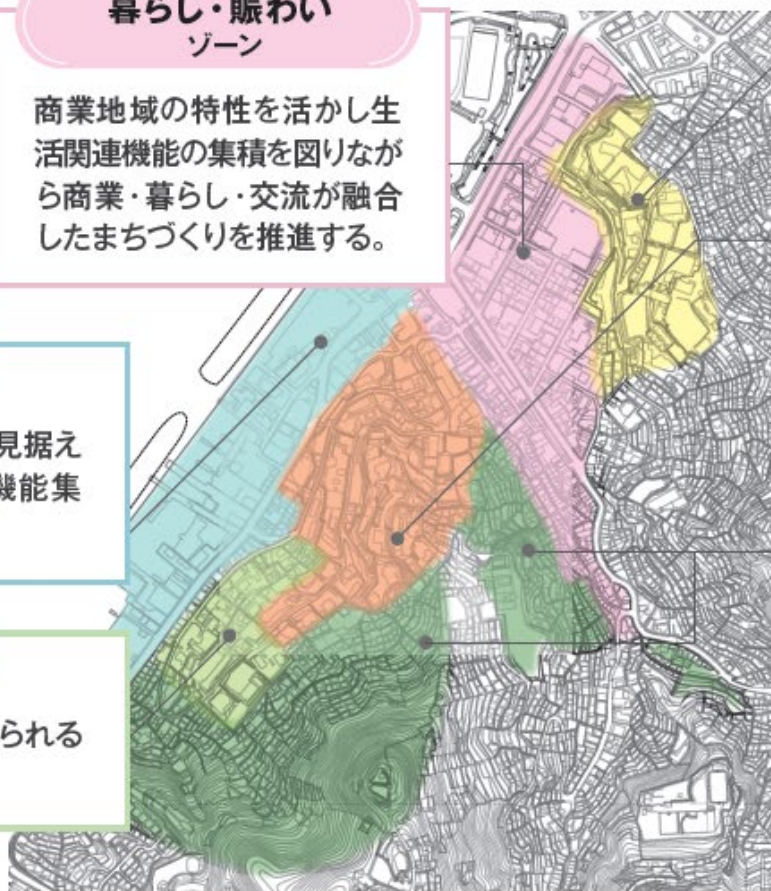 暮らし・賑わい
ゾーン
商業地域の特性を活かし生
活関連機能の集積を図りなが
ら商業・暮らし・交流が融合
したまちづくりを推進する。
見据え
機能集
られる